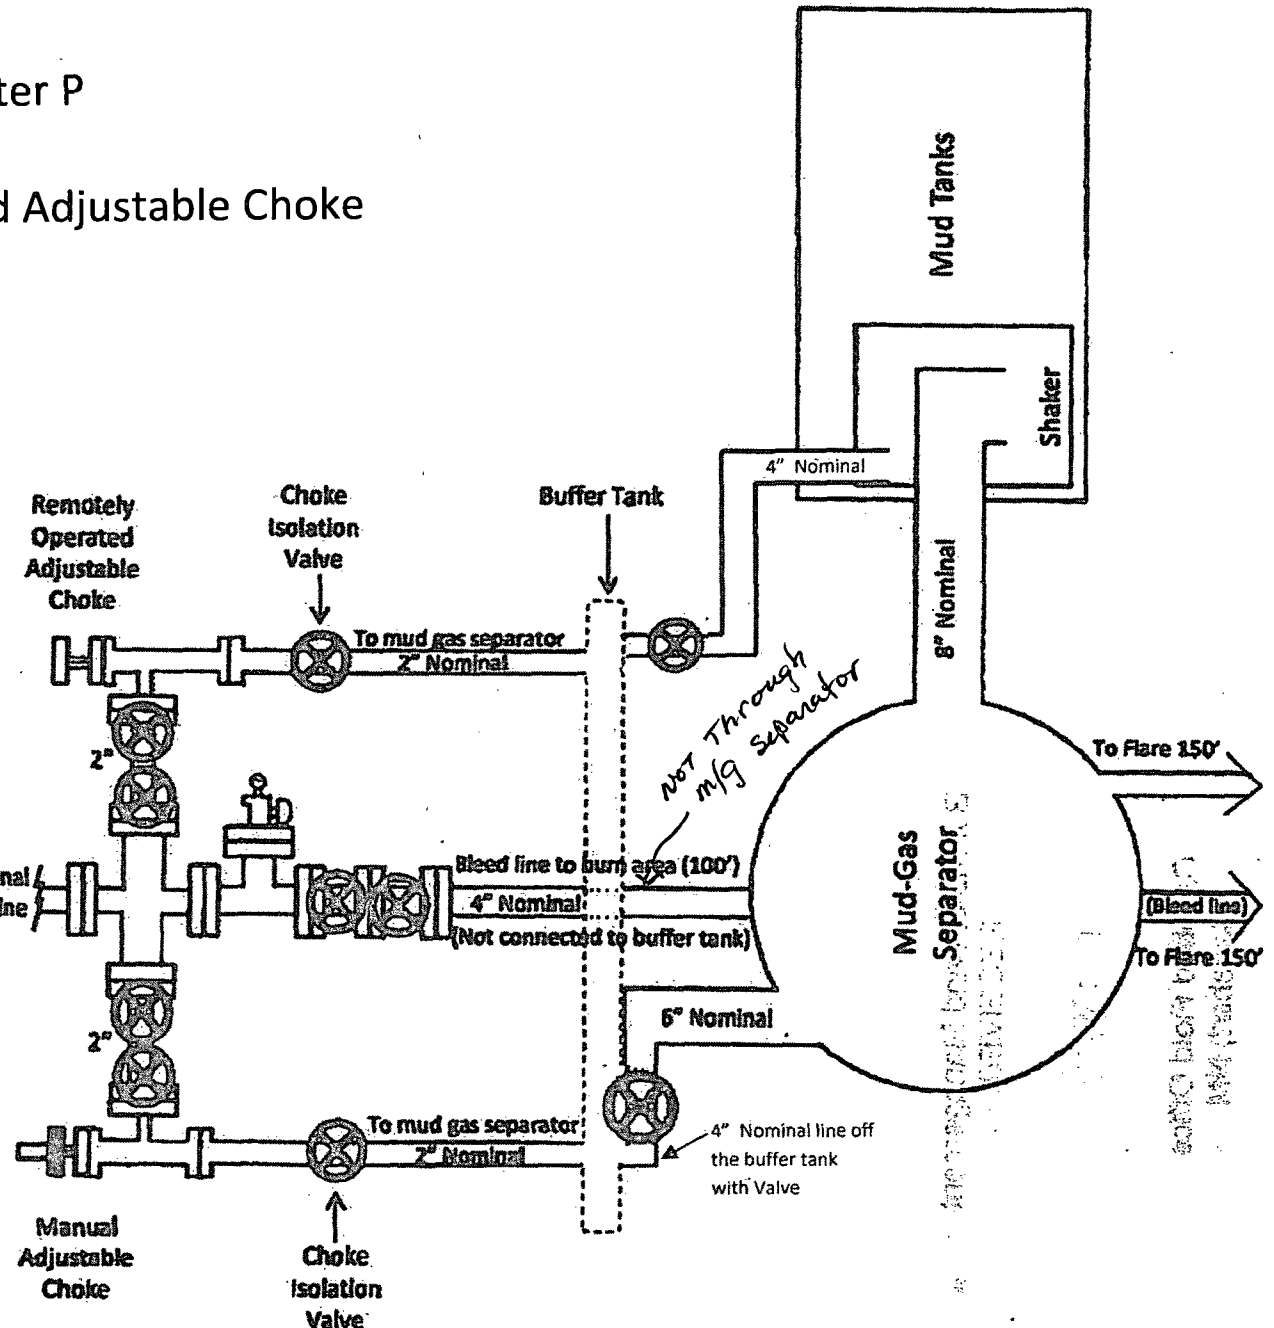 ter P
d Adjustable Choke
Mud Tanks
Shaker
4" Nominal
8" Nominal
Remotely
Operated
Adjustable
Choke
Choke
Isolation
Valve
Buffer Tank
To mud gas separator
2" Nominal
2"
Not Through
m/g separator
To Flare 150'
Mud-Gas
Separator
nal
ine
Bleed line to burn area (100')
4" Nominal
(Not connected to buffer tank)
(Bleed line)
To Flare 150'
6" Nominal
2"
To mud gas separator
2" Nominal
4" Nominal line off
the buffer tank
with Valve
Manual
Adjustable
Choke
Choke
Isolation
Valve